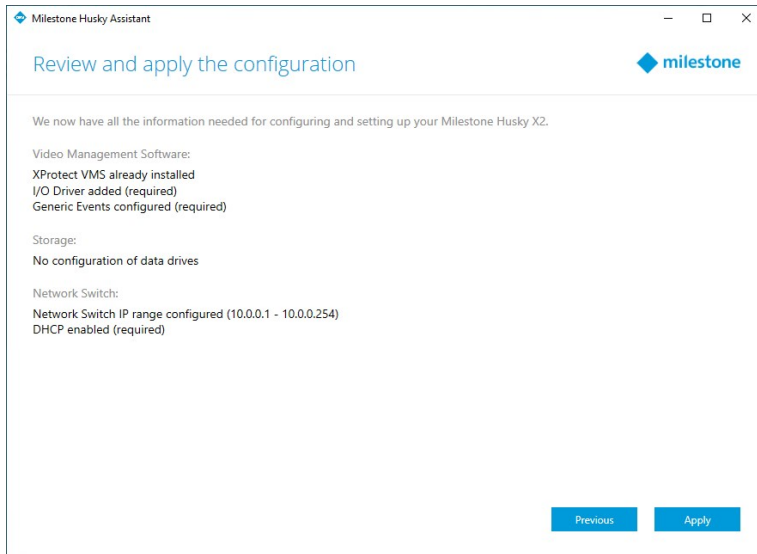 Milestone Husky Assistant
Review and apply the configuration
milestone
We now have all the information needed for configuring and setting up your Milestone Husky X2.
Video Management Software:
XProtect VMS already installed
I/O Driver added (required)
Generic Events configured (required)
Storage:
No configuration of data drives
Network Switch:
Network Switch IP range configured (10.0.0.1 - 10.0.0.254)
DHCP enabled (required)
Previous
Apply